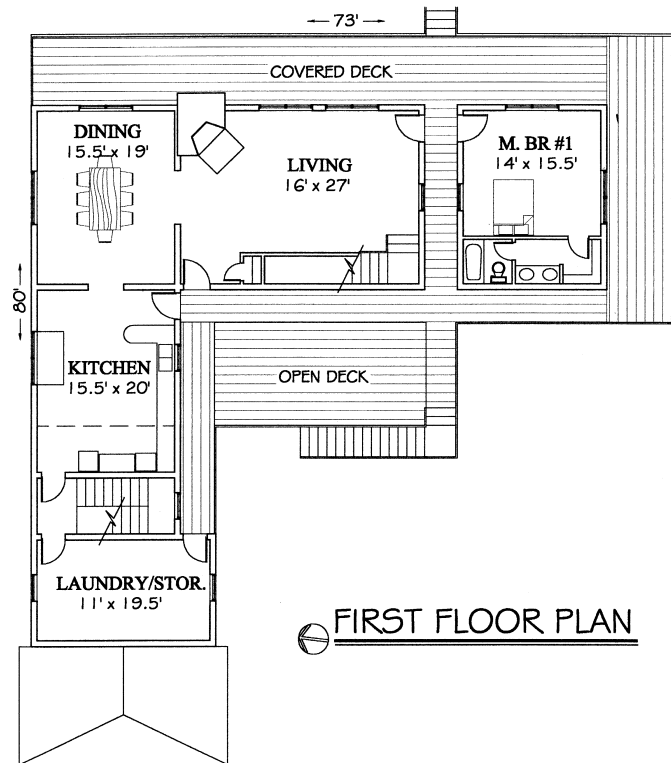 73'
COVERED DECK
DINING
15.5' x 19'
LIVING
16' x 27'
M. BR #1
14' x 15.5'
80'
KITCHEN
15.5' x 20'
OPEN DECK
LAUNDRY/STOR.
11' x 19.5'
FIRST FLOOR PLAN